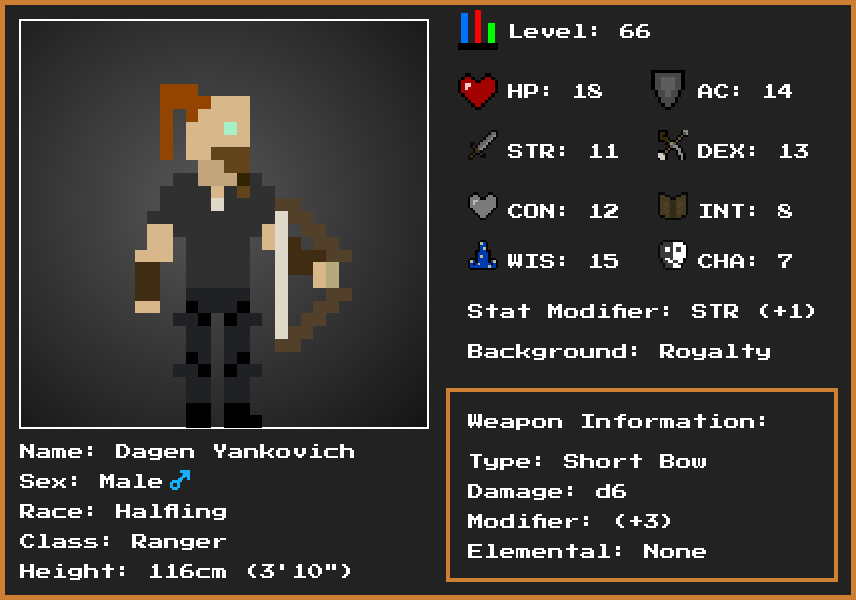 Level: 66
HP: 18 AC: 14
STR: 11 DEX: 13
CON: 12 INT: 8
WIS: 15 CHA: 7
Stat Modifier: STR (+1)
Background: Royalty
Weapon Information:
Type: Short Bow
Damage: d6
Modifier: (+3)
Elemental: None
Name: Dagen Yankovich
Sex: Male♂
Race: Halfling
Class: Ranger
Height: 116cm (3'10")